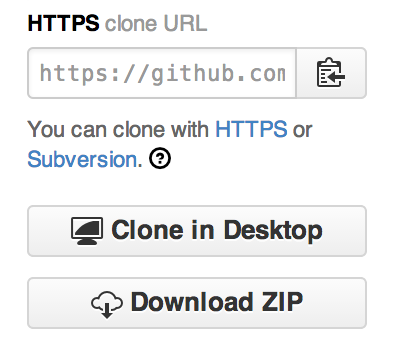 HTTPS clone URL
https://github.com
You can clone with HTTPS or
Subversion. ?
Clone in Desktop
Download ZIP